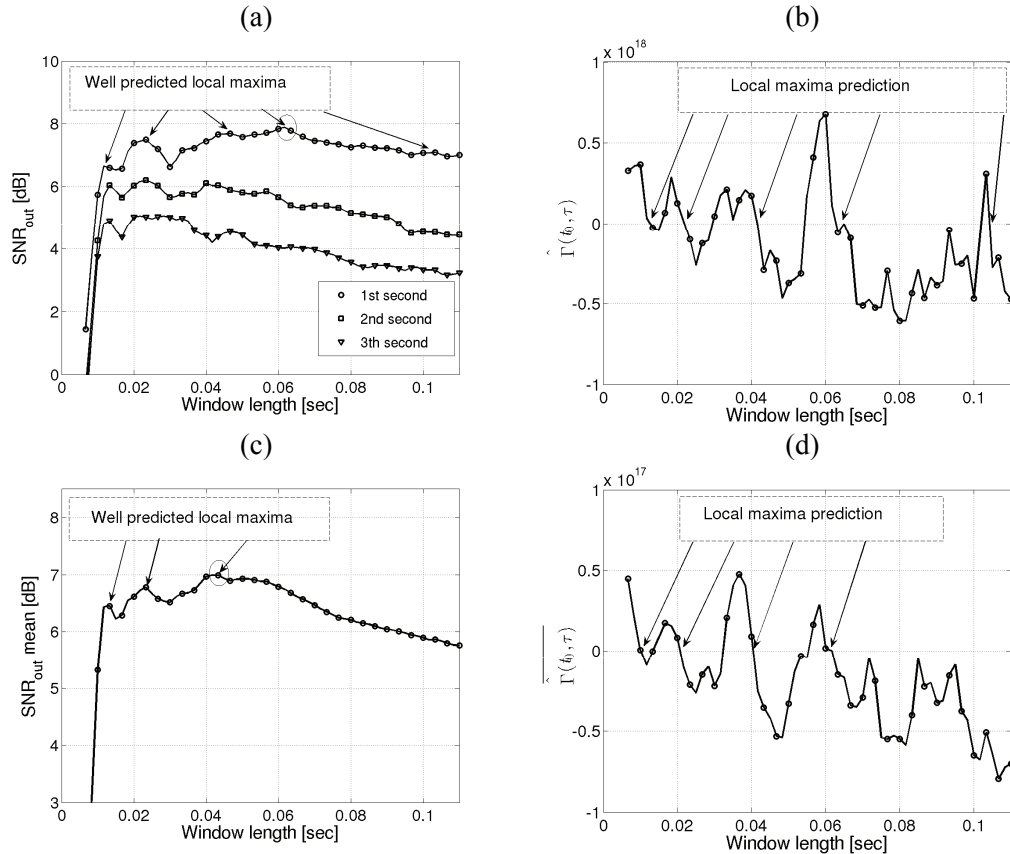 (a)
10
8
6
4
2
0
0
0.02
0.04
0.06
0.08
0.1
SNRout [dB]
Window length [sec]
Well predicted local maxima
1st second
2nd second
3th second
(b)
x 10^18
1
0.5
0
-0.5
-1
0
0.02
0.04
0.06
0.08
0.1
Γ̂(t₀,τ)
Window length [sec]
Local maxima prediction
(c)
8
7
6
5
4
3
0
0.02
0.04
0.06
0.08
0.1
SNRout mean [dB]
Window length [sec]
Well predicted local maxima
(d)
x 10^17
1
0.5
0
-0.5
-1
0
0.02
0.04
0.06
0.08
0.1
Γ̂(t₀,τ)
Window length [sec]
Local maxima prediction